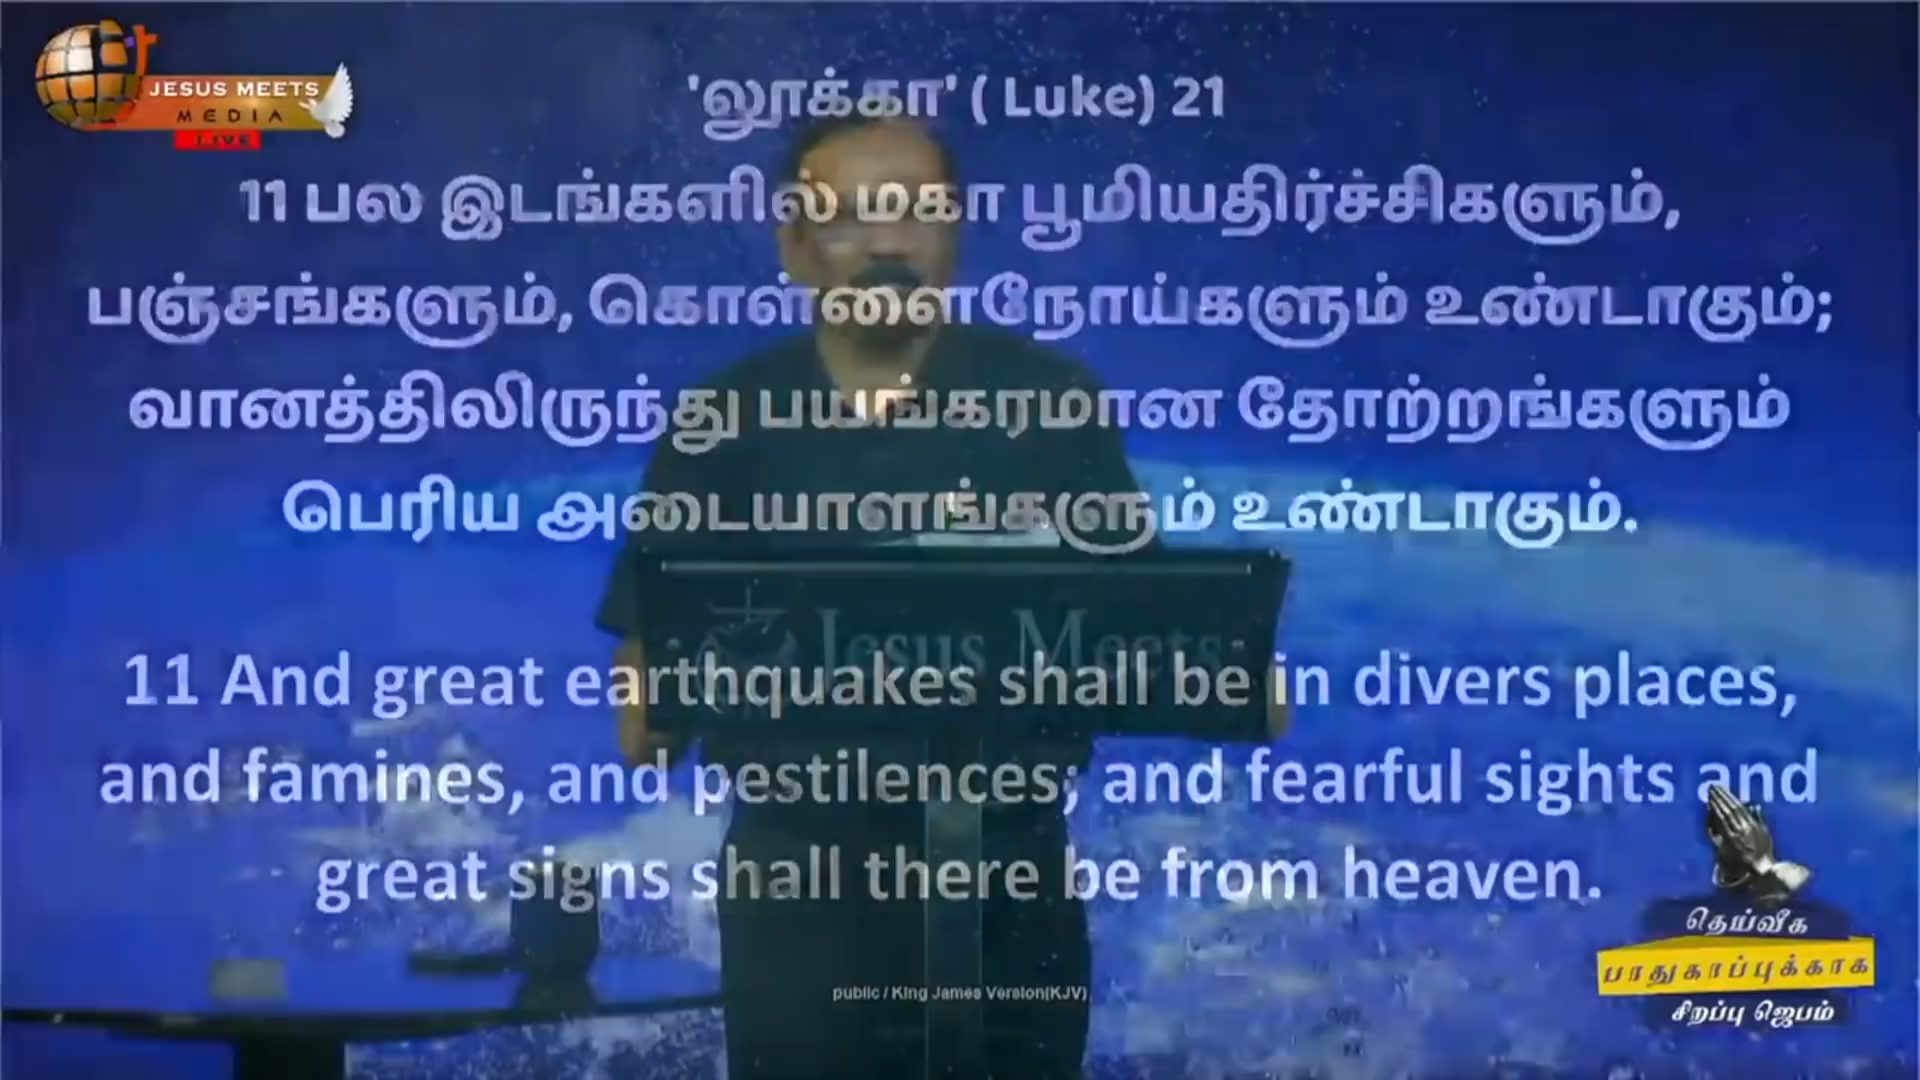 JESUS MEETS
MEDIA
LIVE
'லூக்கா' ( Luke) 21
11 பல இடங்களில் மகா பூமியதிர்ச்சிகளும்,
பஞ்சங்களும், கொள்ளைநோய்களும் உண்டாகும்;
வானத்திலிருந்து பயங்கரமான தோற்றங்களும்
பெரிய அடையாளங்களும் உண்டாகும்.
Jesus Meets
11 And great earthquakes shall be in divers places,
and famines, and pestilences; and fearful sights and
great signs shall there be from heaven.
தெய்வீக
பாதுகாப்புக்காக
சிறப்பு ஜெபம்
public / King James Version(KJV)